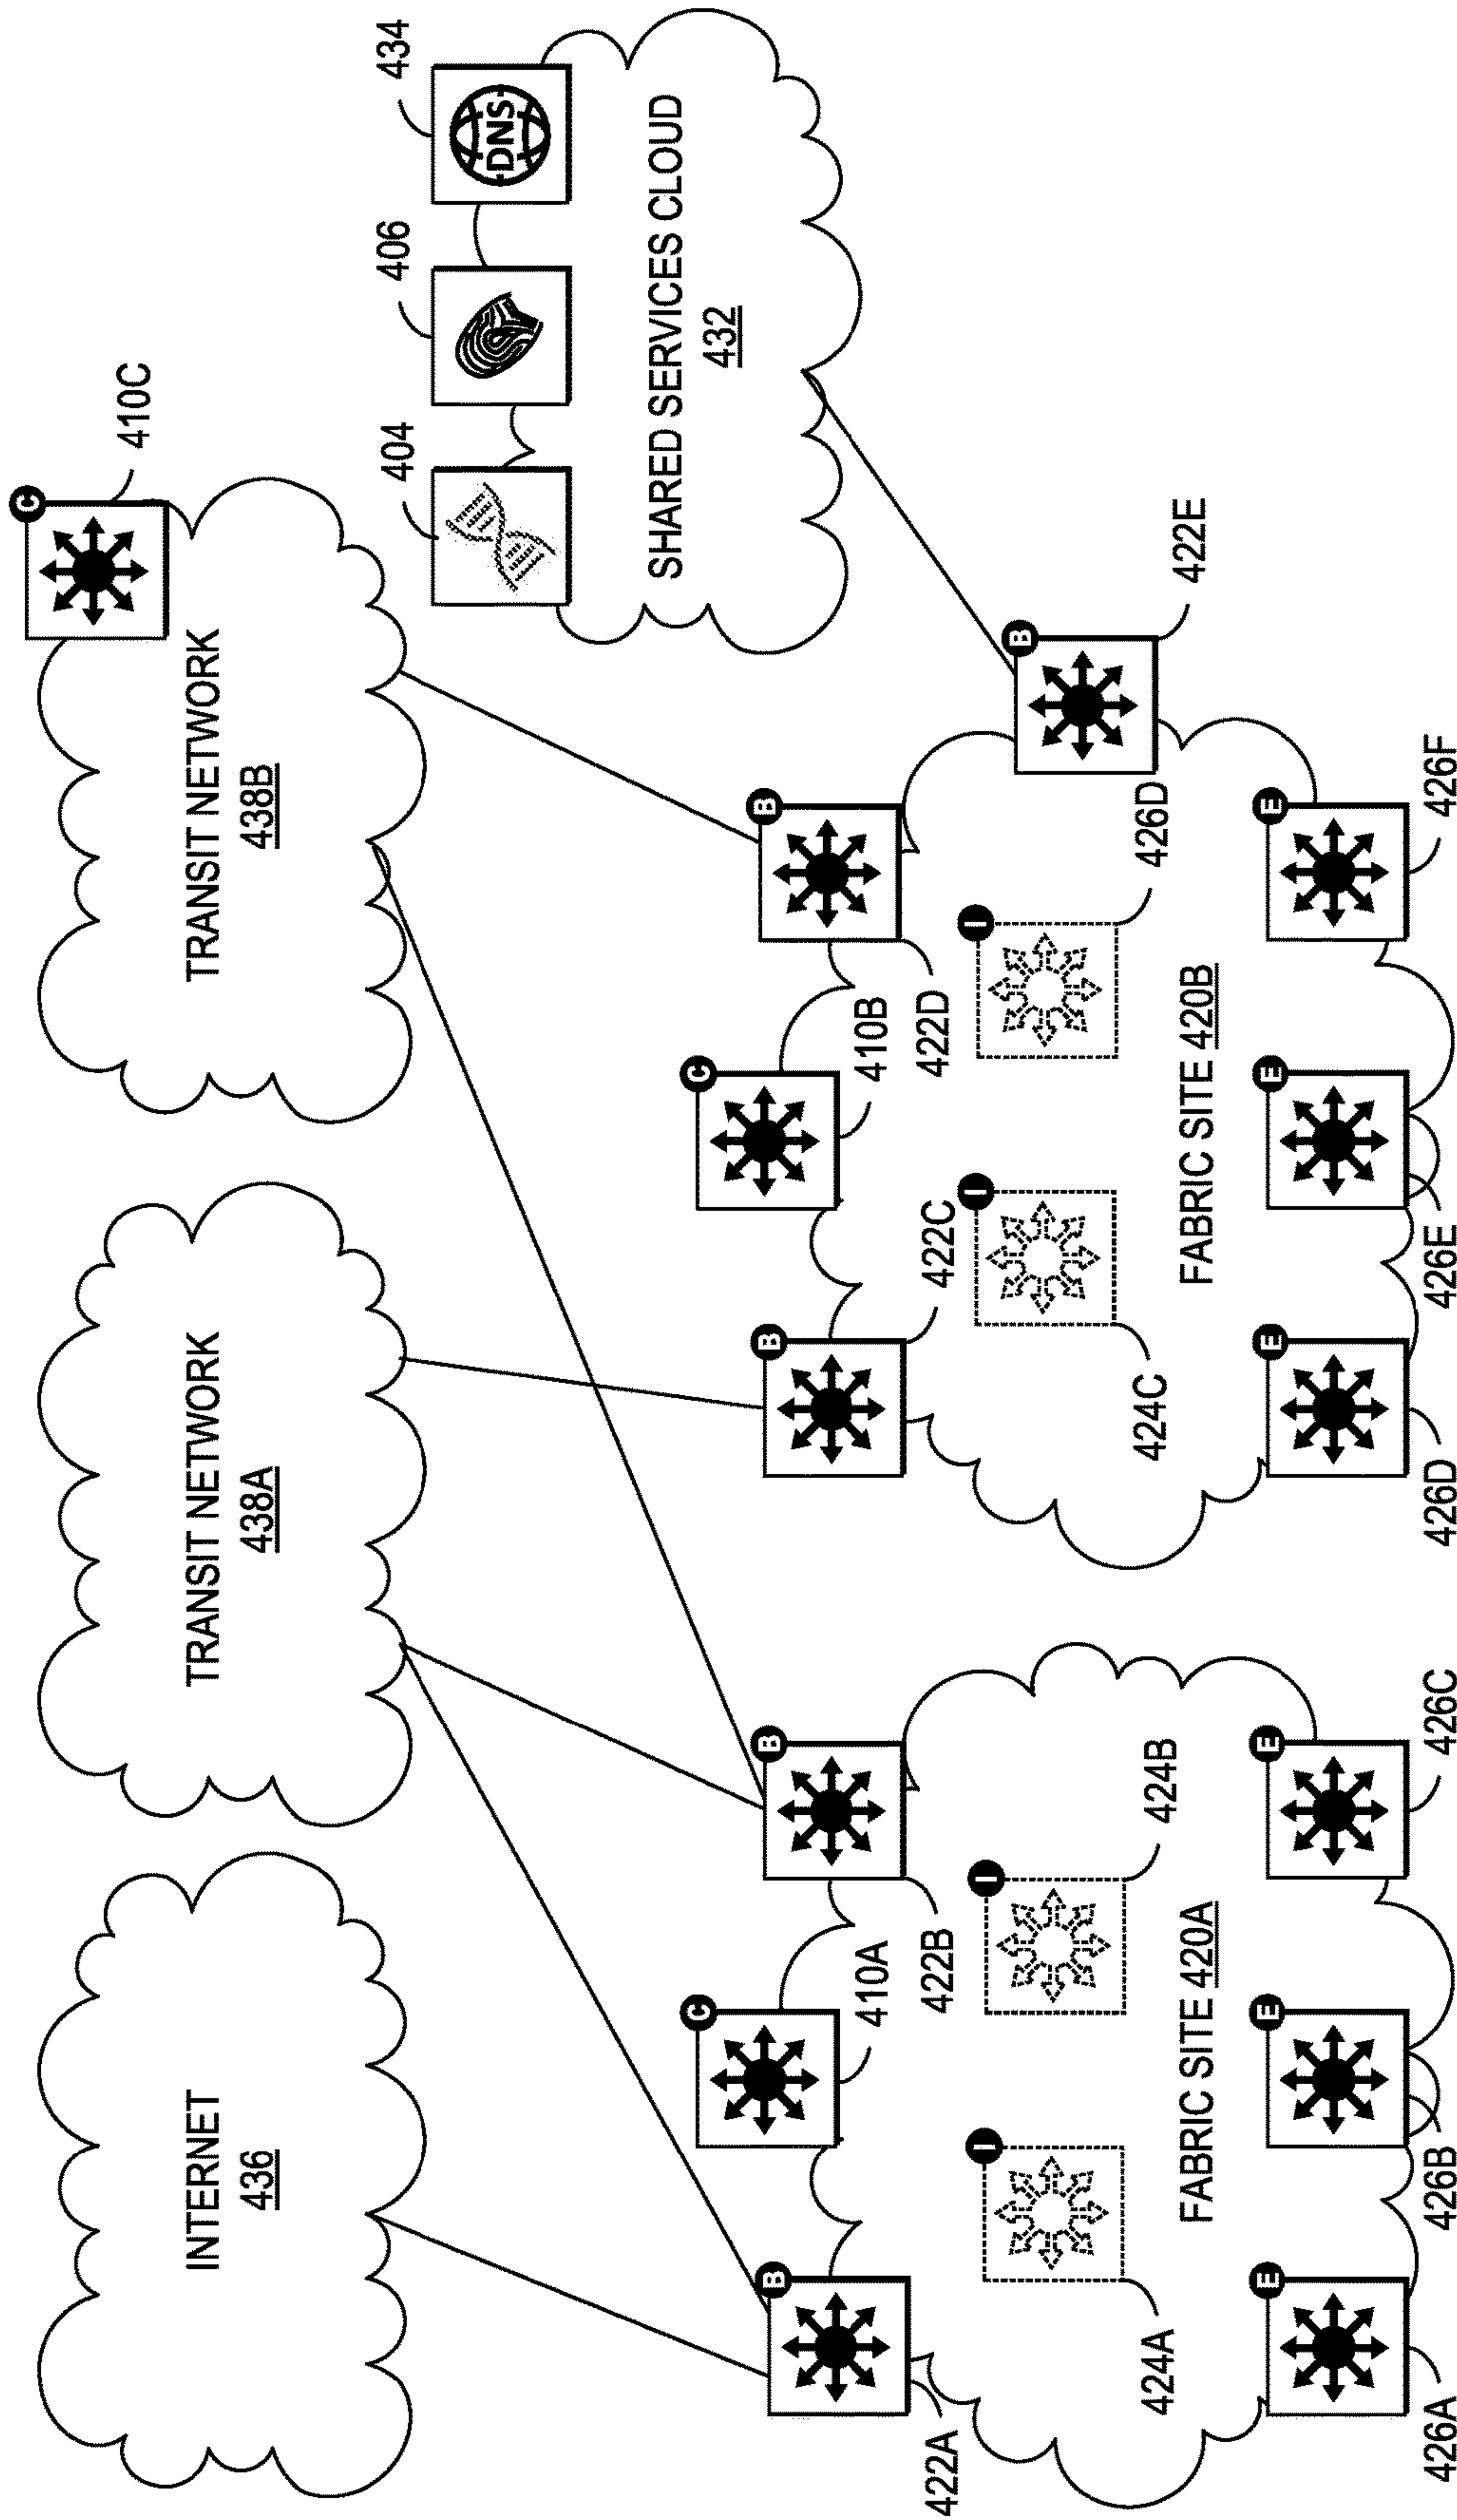 INTERNET
436
TRANSIT NETWORK
438A
TRANSIT NETWORK
438B
C
410C
434
DNS
406
404
SHARED SERVICES CLOUD
432
B
422A
C
410A
B
422B
I
424A
I
424B
FABRIC SITE 420A
E
426A
E
426B
E
426C
B
422C
C
410B
B
422D
B
422E
I
424C
I
426D
FABRIC SITE 420B
E
426D
E
426E
E
426F